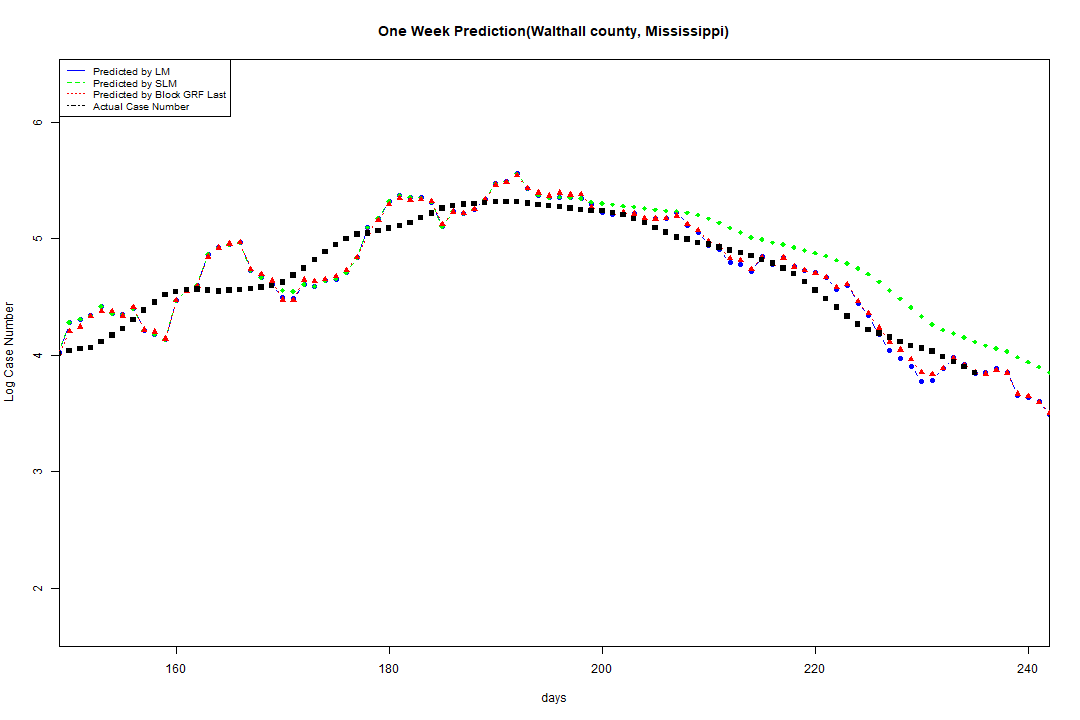 One Week Prediction(Walthall county, Mississippi)
Predicted by LM
Predicted by SLM
Predicted by Block GRF Last
Actual Case Number
6
5
4
3
2
Log Case Number
160
180
200
220
240
days